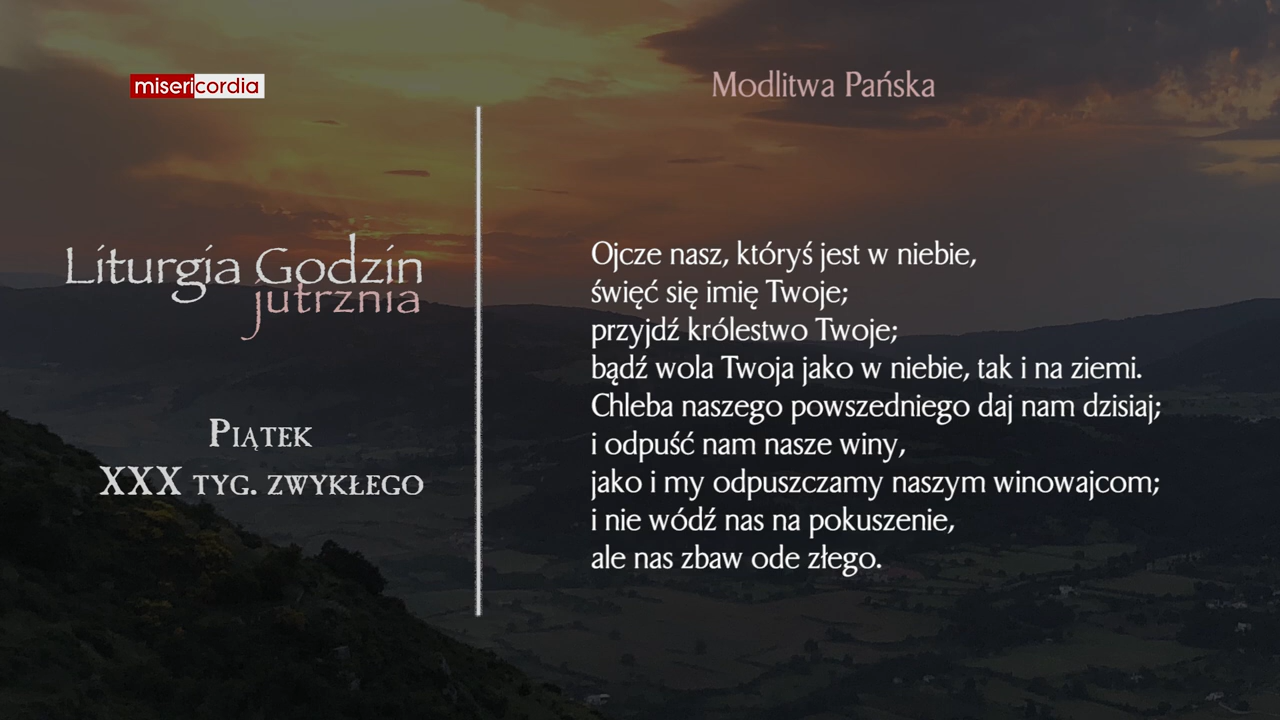 misericordia
Liturgia Godzin
jutrznia
Piątek
XXX tyg. zwykłego
Modlitwa Pańska
Ojcze nasz, któryś jest w niebie,
święć się imię Twoje;
przyjdź królestwo Twoje;
bądź wola Twoja jako w niebie, tak i na ziemi.
Chleba naszego powszedniego daj nam dzisiaj;
i odpuść nam nasze winy,
jako i my odpuszczamy naszym winowajcom;
i nie wódź nas na pokuszenie,
ale nas zbaw ode złego.